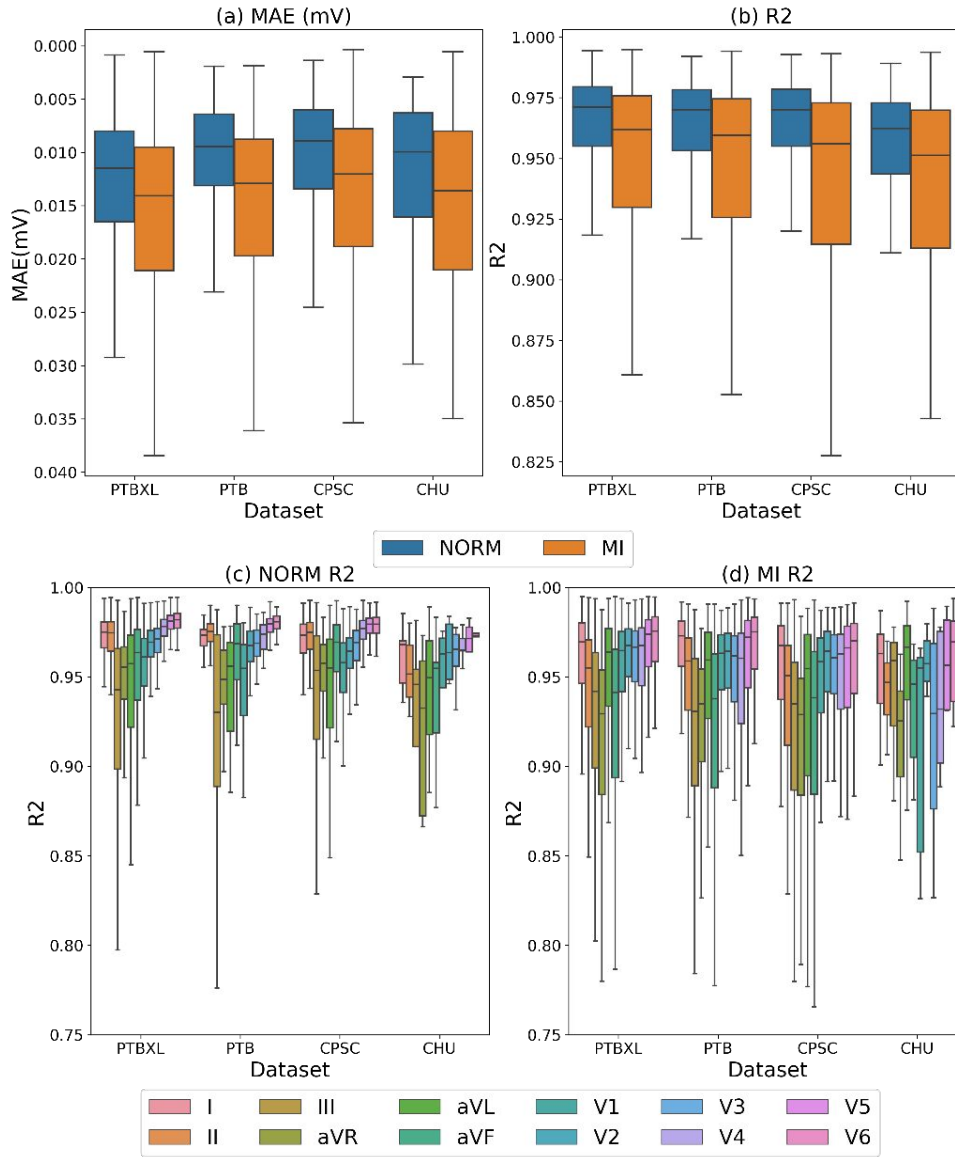 (a) MAE (mV)
0.000
0.005
0.010
0.015
0.020
0.025
0.030
0.035
0.040
MAE(mV)
PTBXL PTB CPSC CHU
Dataset
(b) R2
1.000
0.975
0.950
0.925
0.900
0.875
0.850
0.825
R2
PTBXL PTB CPSC CHU
Dataset
NORM MI
(c) NORM R2
1.00
0.95
0.90
0.85
0.80
0.75
R2
PTBXL PTB CPSC CHU
Dataset
(d) MI R2
1.00
0.95
0.90
0.85
0.80
0.75
R2
PTBXL PTB CPSC CHU
Dataset
I III aVL V1 V3 V5
II aVR aVF V2 V4 V6